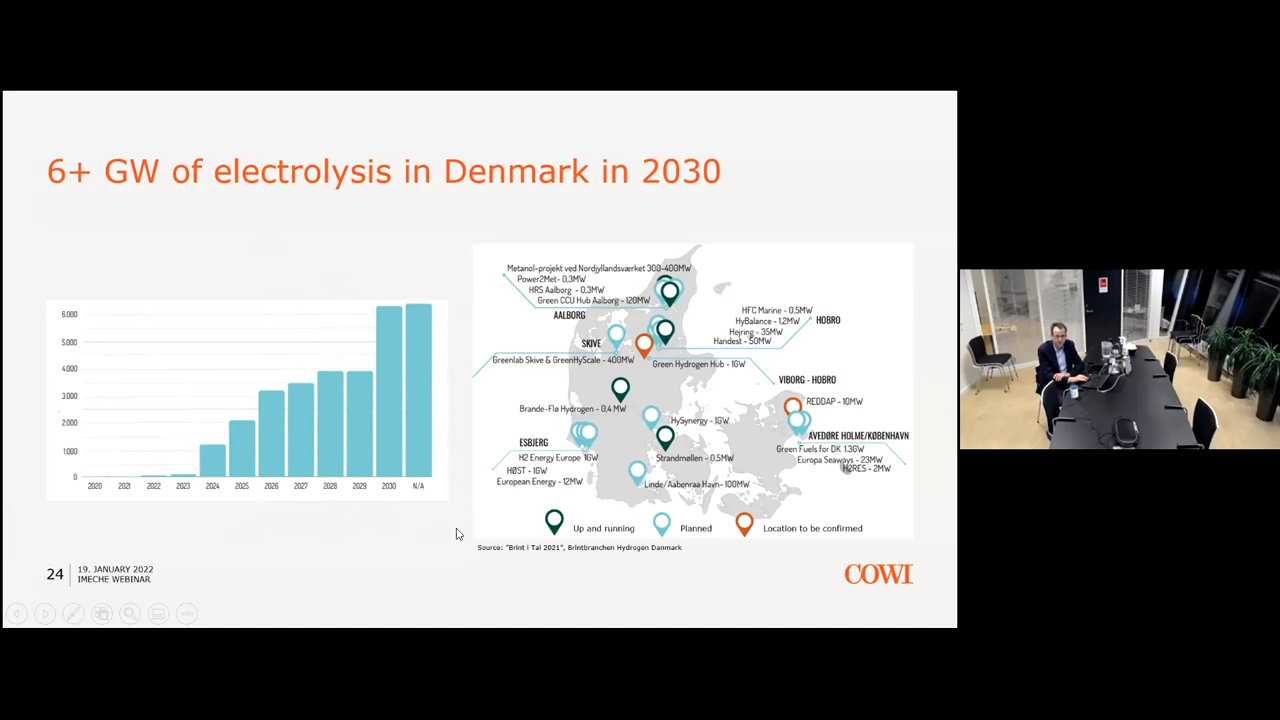 6+ GW of electrolysis in Denmark in 2030
6.000
5.000
4.000
3.000
2.000
1000
0
2020 2021 2022 2023 2024 2025 2026 2027 2028 2029 2030 N/A
Metanol-projekt ved Nordjyllandsværket 300-400MW
Power2Met- 0,3MW
HRS Aalborg - 0,3MW
Green CCU Hub Aalborg - 120MW
AALBORG
HFC Marine - 0,5MW
HyBalance - 1,2MW
Hejring - 35MW
Handest - 50MW
HOBRO
SKIVE
Greenlab Skive & GreenHyScale - 400MW
Green Hydrogen Hub - 1GW
VIBORG - HOBRO
Brande-Flø Hydrogen - 0,4 MW
REDDAP - 10MW
HySynergy - 1GW
AVEDØRE HOLME/KØBENHAVN
Green Fuels for DK 1.3GW
Europa Seaways - 23MW
H2RES - 2MW
ESBJERG
H2 Energy Europe 1GW
HØST - 1GW
European Energy - 12MW
Strandmøllen - 0,5MW
Linde/Aabenraa Havn- 100MW
Up and running
Planned
Location to be confirmed
Source: "Brint i Tal 2021", Brintbranchen Hydrogen Danmark
24
19. JANUARY 2022
IMECHE WEBINAR
COWI